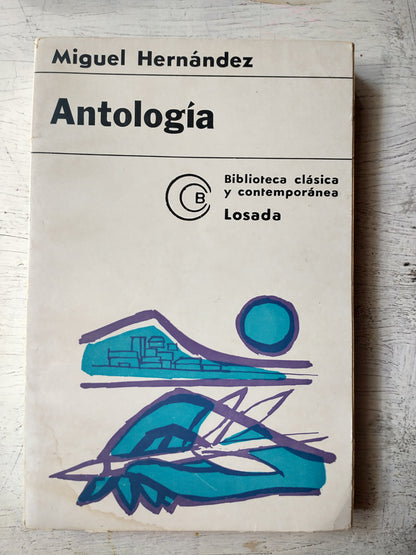 Miguel Hernández
Antología
Biblioteca clásica
y contemporánea
B
Losada